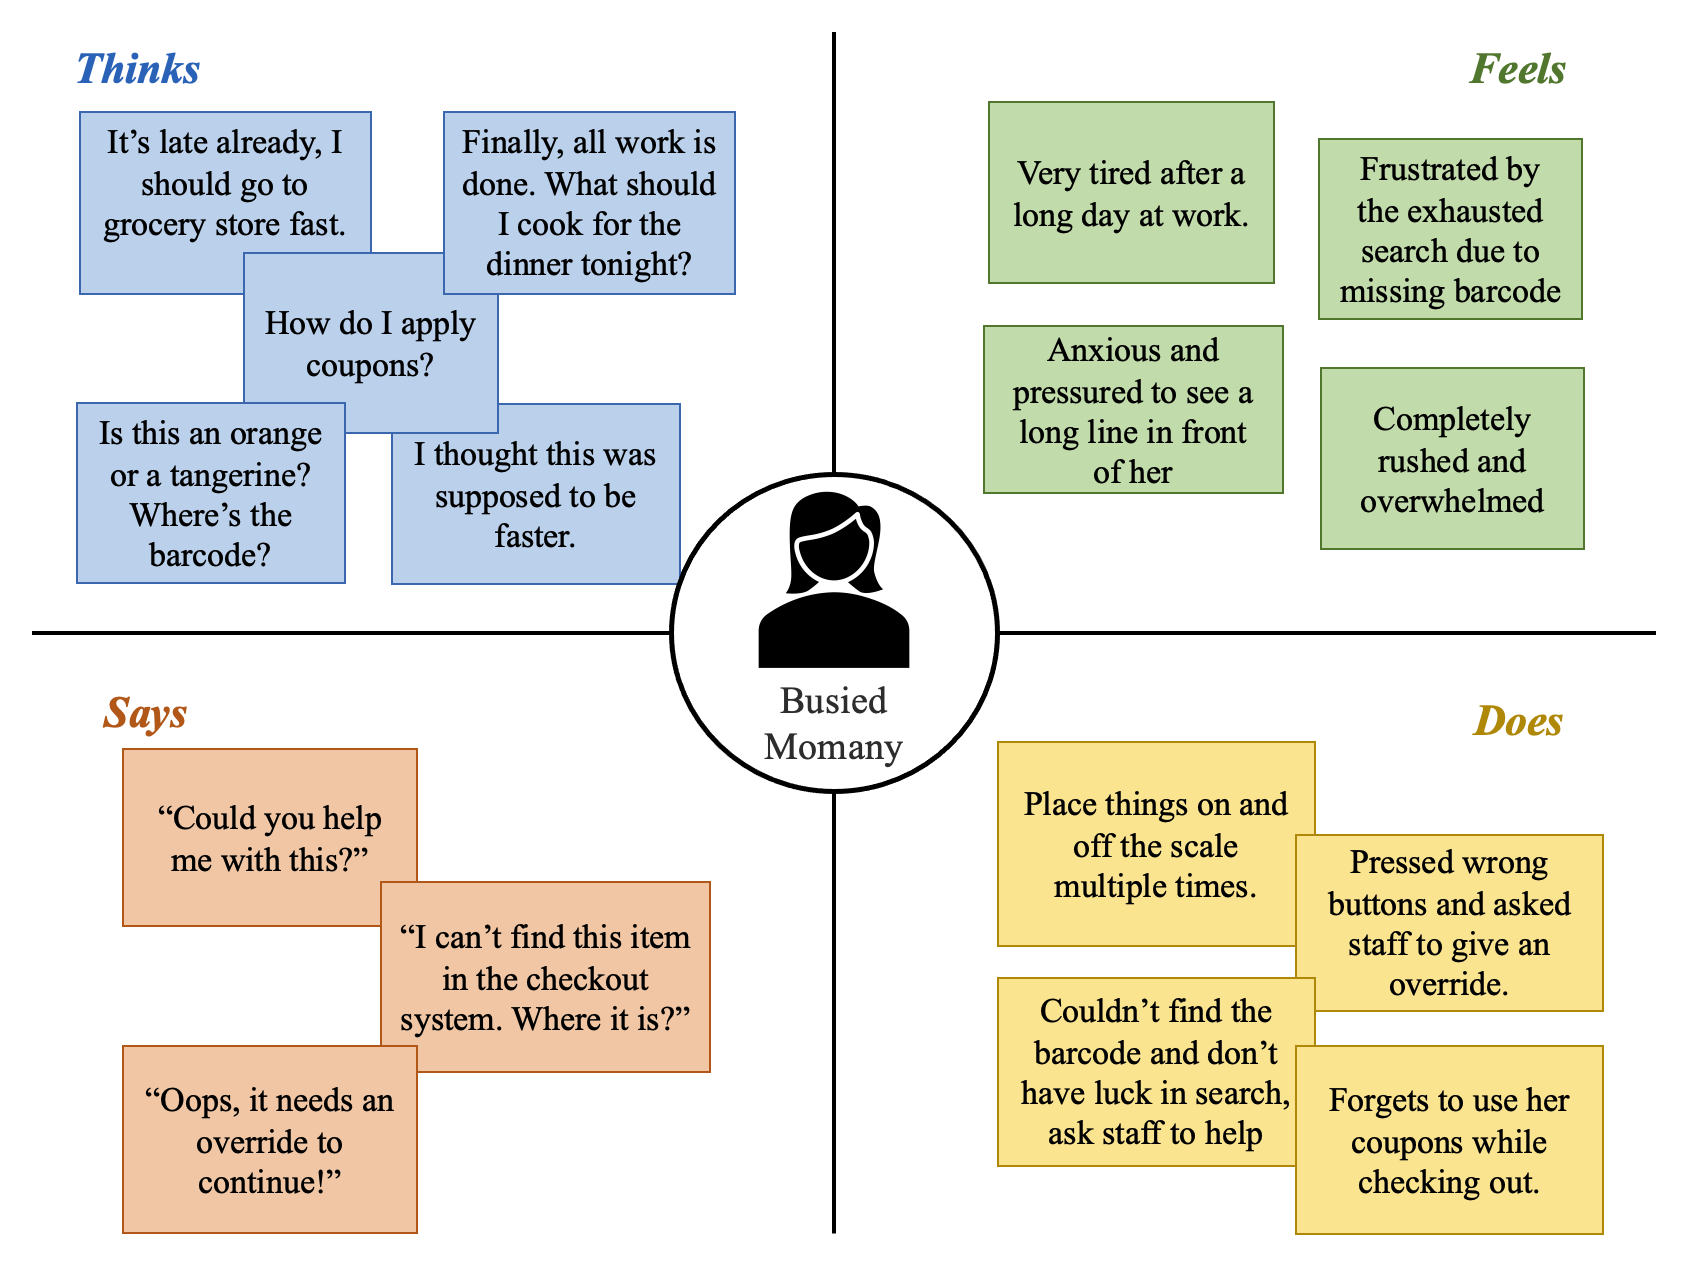 Thinks
It’s late already, I
should go to
grocery store fast.
Finally, all work is
done. What should
I cook for the
dinner tonight?
How do I apply
coupons?
Is this an orange
or a tangerine?
Where’s the
barcode?
I thought this was
supposed to be
faster.
Feels
Very tired after a
long day at work.
Frustrated by
the exhausted
search due to
missing barcode
Anxious and
pressured to see a
long line in front
of her
Completely
rushed and
overwhelmed
Busied
Momany
Says
“Could you help
me with this?”
“I can’t find this item
in the checkout
system. Where it is?”
“Oops, it needs an
override to
continue!”
Does
Place things on and
off the scale
multiple times.
Pressed wrong
buttons and asked
staff to give an
override.
Couldn’t find the
barcode and don’t
have luck in search,
ask staff to help
Forgets to use her
coupons while
checking out.